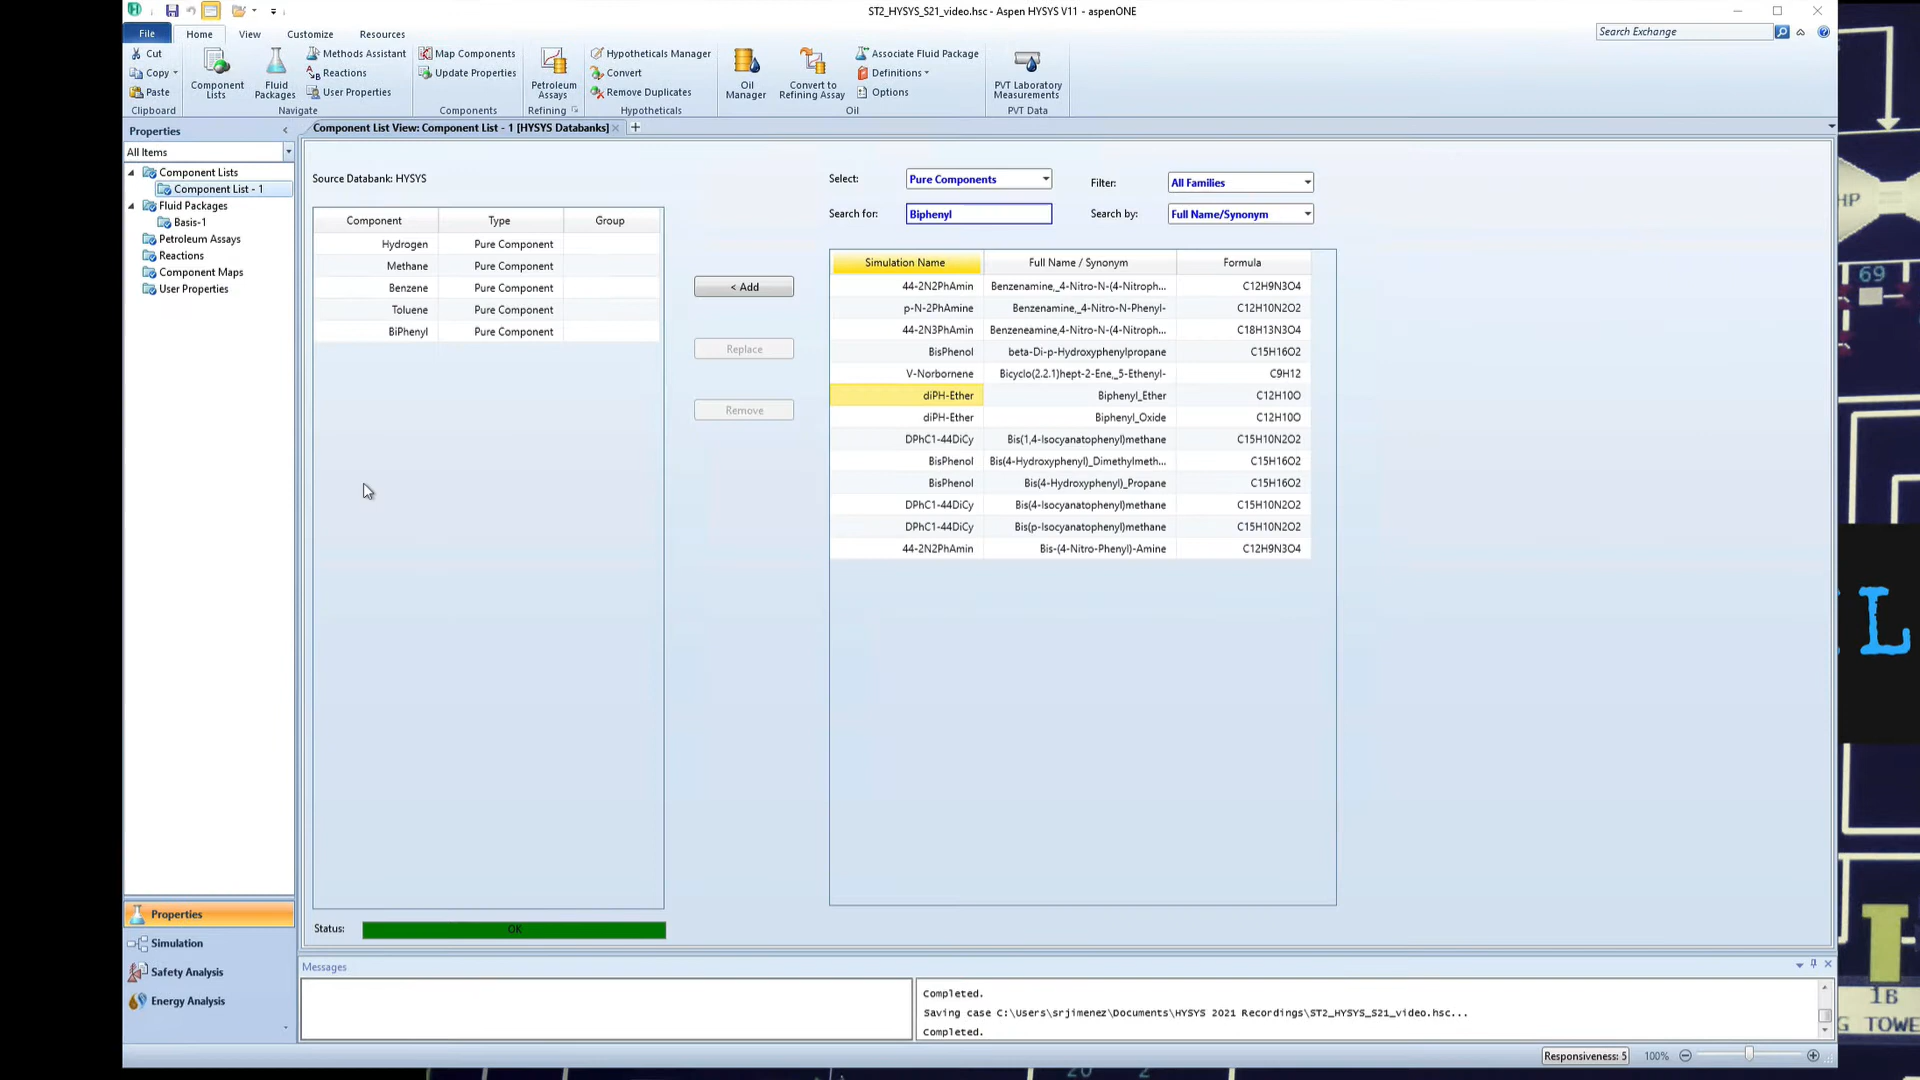 ST2_HYSYS_S21_video.hsc - Aspen HYSYS V11 - aspenONE
File Home View Customize Resources
Search Exchange
Cut
Copy
Paste
Clipboard
Component Lists
Fluid Packages
Methods Assistant
Reactions
User Properties
Navigate
Map Components
Update Properties
Components
Petroleum Assays
Refining
Hypotheticals Manager
Convert
Remove Duplicates
Hypotheticals
Oil Manager
Convert to Refining Assay
Associate Fluid Package
Definitions
Options
Oil
PVT Laboratory Measurements
PVT Data
Properties
All Items
Component Lists
Component List - 1
Fluid Packages
Basis-1
Petroleum Assays
Reactions
Component Maps
User Properties
Properties
Simulation
Safety Analysis
Energy Analysis
Component List View: Component List - 1 [HYSYS Databanks]
Source Databank: HYSYS
Component Type Group
Hydrogen Pure Component
Methane Pure Component
Benzene Pure Component
Toluene Pure Component
BiPhenyl Pure Component
< Add
Replace
Remove
Select: Pure Components Filter: All Families
Search for: Biphenyl Search by: Full Name/Synonym
Simulation Name Full Name / Synonym Formula
44-2N2PhAmin Benzenamine,_4-Nitro-N-(4-Nitroph... C12H9N3O4
p-N-2PhAmine Benzenamine,_4-Nitro-N-Phenyl- C12H10N2O2
44-2N3PhAmin Benzeneamine,4-Nitro-N-(4-Nitroph... C18H13N3O4
BisPhenol beta-Di-p-Hydroxyphenylpropane C15H16O2
V-Norbornene Bicyclo(2.2.1)hept-2-Ene,_5-Ethenyl- C9H12
diPH-Ether Biphenyl_Ether C12H10O
diPH-Ether Biphenyl_Oxide C12H10O
DPhC1-44DiCy Bis(1,4-Isocyanatophenyl)methane C15H10N2O2
BisPhenol Bis(4-Hydroxyphenyl)_Dimethylmeth... C15H16O2
BisPhenol Bis(4-Hydroxyphenyl)_Propane C15H16O2
DPhC1-44DiCy Bis(4-Isocyanatophenyl)methane C15H10N2O2
DPhC1-44DiCy Bis(p-Isocyanatophenyl)methane C15H10N2O2
44-2N2PhAmin Bis-(4-Nitro-Phenyl)-Amine C12H9N3O4
Status: OK
Messages
Completed.
Saving case C:\Users\srjimenez\Documents\HYSYS 2021 Recordings\ST2_HYSYS_S21_video.hsc...
Completed.
Responsiveness: 5 100%
HP
69
L
1B
G TOWE
20 2